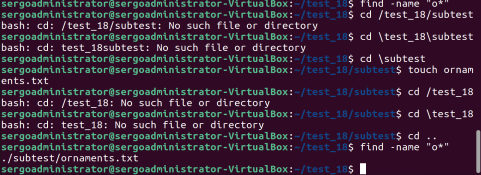 sergoadministrator@sergoadministrator-VirtualBox:~/test_18$ find -name "o*"
sergoadministrator@sergoadministrator-VirtualBox:~/test_18$ cd /test_18/subtest
bash: cd: /test_18/subtest: No such file or directory
sergoadministrator@sergoadministrator-VirtualBox:~/test_18$ cd \test_18\subtest
bash: cd: test_18subtest: No such file or directory
sergoadministrator@sergoadministrator-VirtualBox:~/test_18$ cd \subtest
sergoadministrator@sergoadministrator-VirtualBox:~/test_18/subtest$ touch ornam
ents.txt
sergoadministrator@sergoadministrator-VirtualBox:~/test_18/subtest$ cd /test_18
bash: cd: /test_18: No such file or directory
sergoadministrator@sergoadministrator-VirtualBox:~/test_18/subtest$ cd \test_18
bash: cd: test_18: No such file or directory
sergoadministrator@sergoadministrator-VirtualBox:~/test_18/subtest$ cd ..
sergoadministrator@sergoadministrator-VirtualBox:~/test_18$ find -name "o*"
./subtest/ornaments.txt
sergoadministrator@sergoadministrator-VirtualBox:~/test_18$